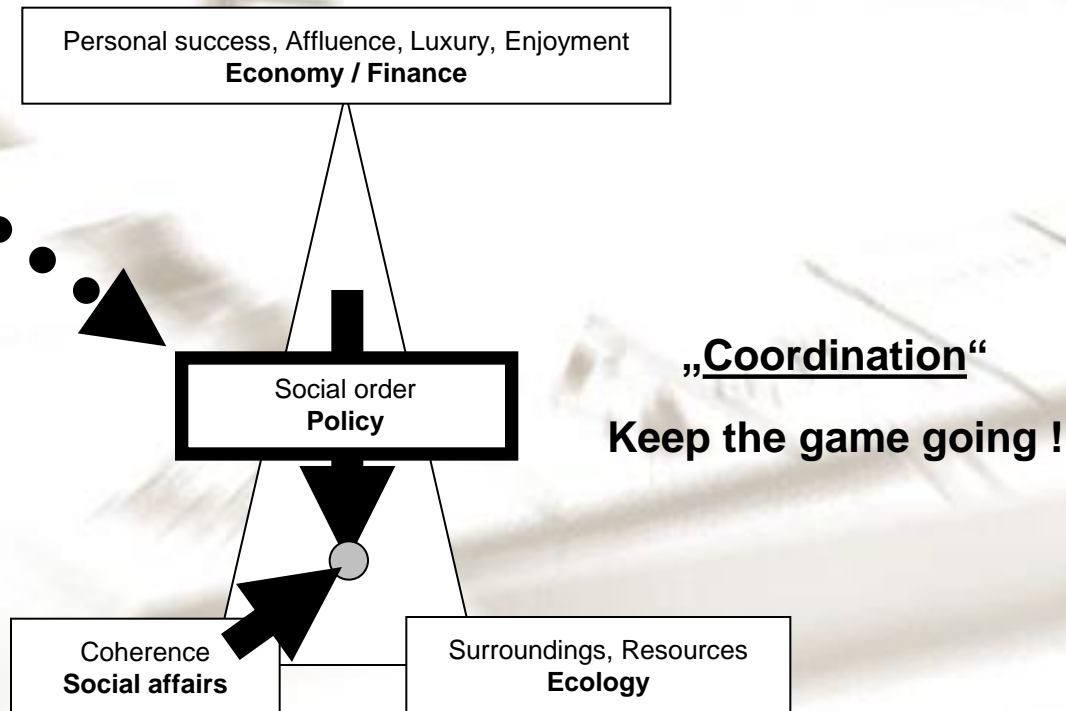 Personal success, Affluence, Luxury, Enjoyment
Economy / Finance
Social order
Policy
„Coordination“
Keep the game going !
Coherence
Social affairs
Surroundings, Resources
Ecology